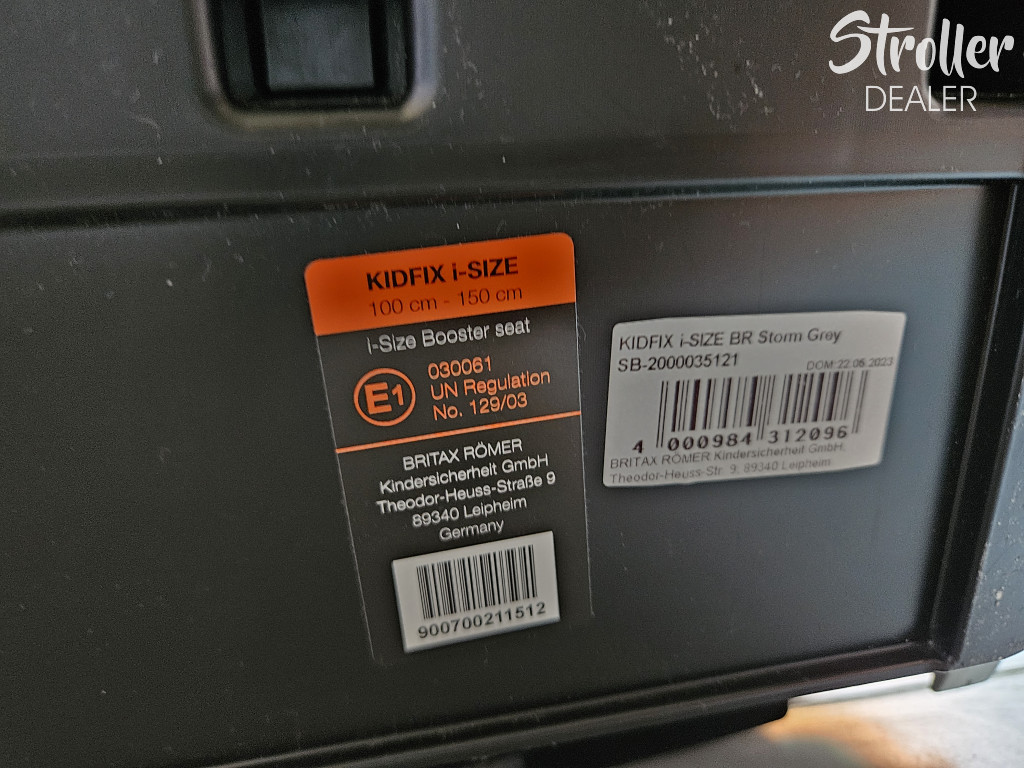 Stroller
DEALER
KIDFIX i-SIZE
100 cm - 150 cm
i-Size Booster seat
E1
030061
UN Regulation
No. 129/03
BRITAX RÖMER
Kindersicherheit GmbH
Theodor-Heuss-Straße 9
89340 Leipheim
Germany
900700211512
KIDFIX i-SIZE BR Storm Grey
SB-2000035121
DOM:22.06.2023
4 000984 312096
BRITAX RÖMER Kindersicherheit GmbH,
Theodor-Heuss-Str. 9, 89340 Leipheim